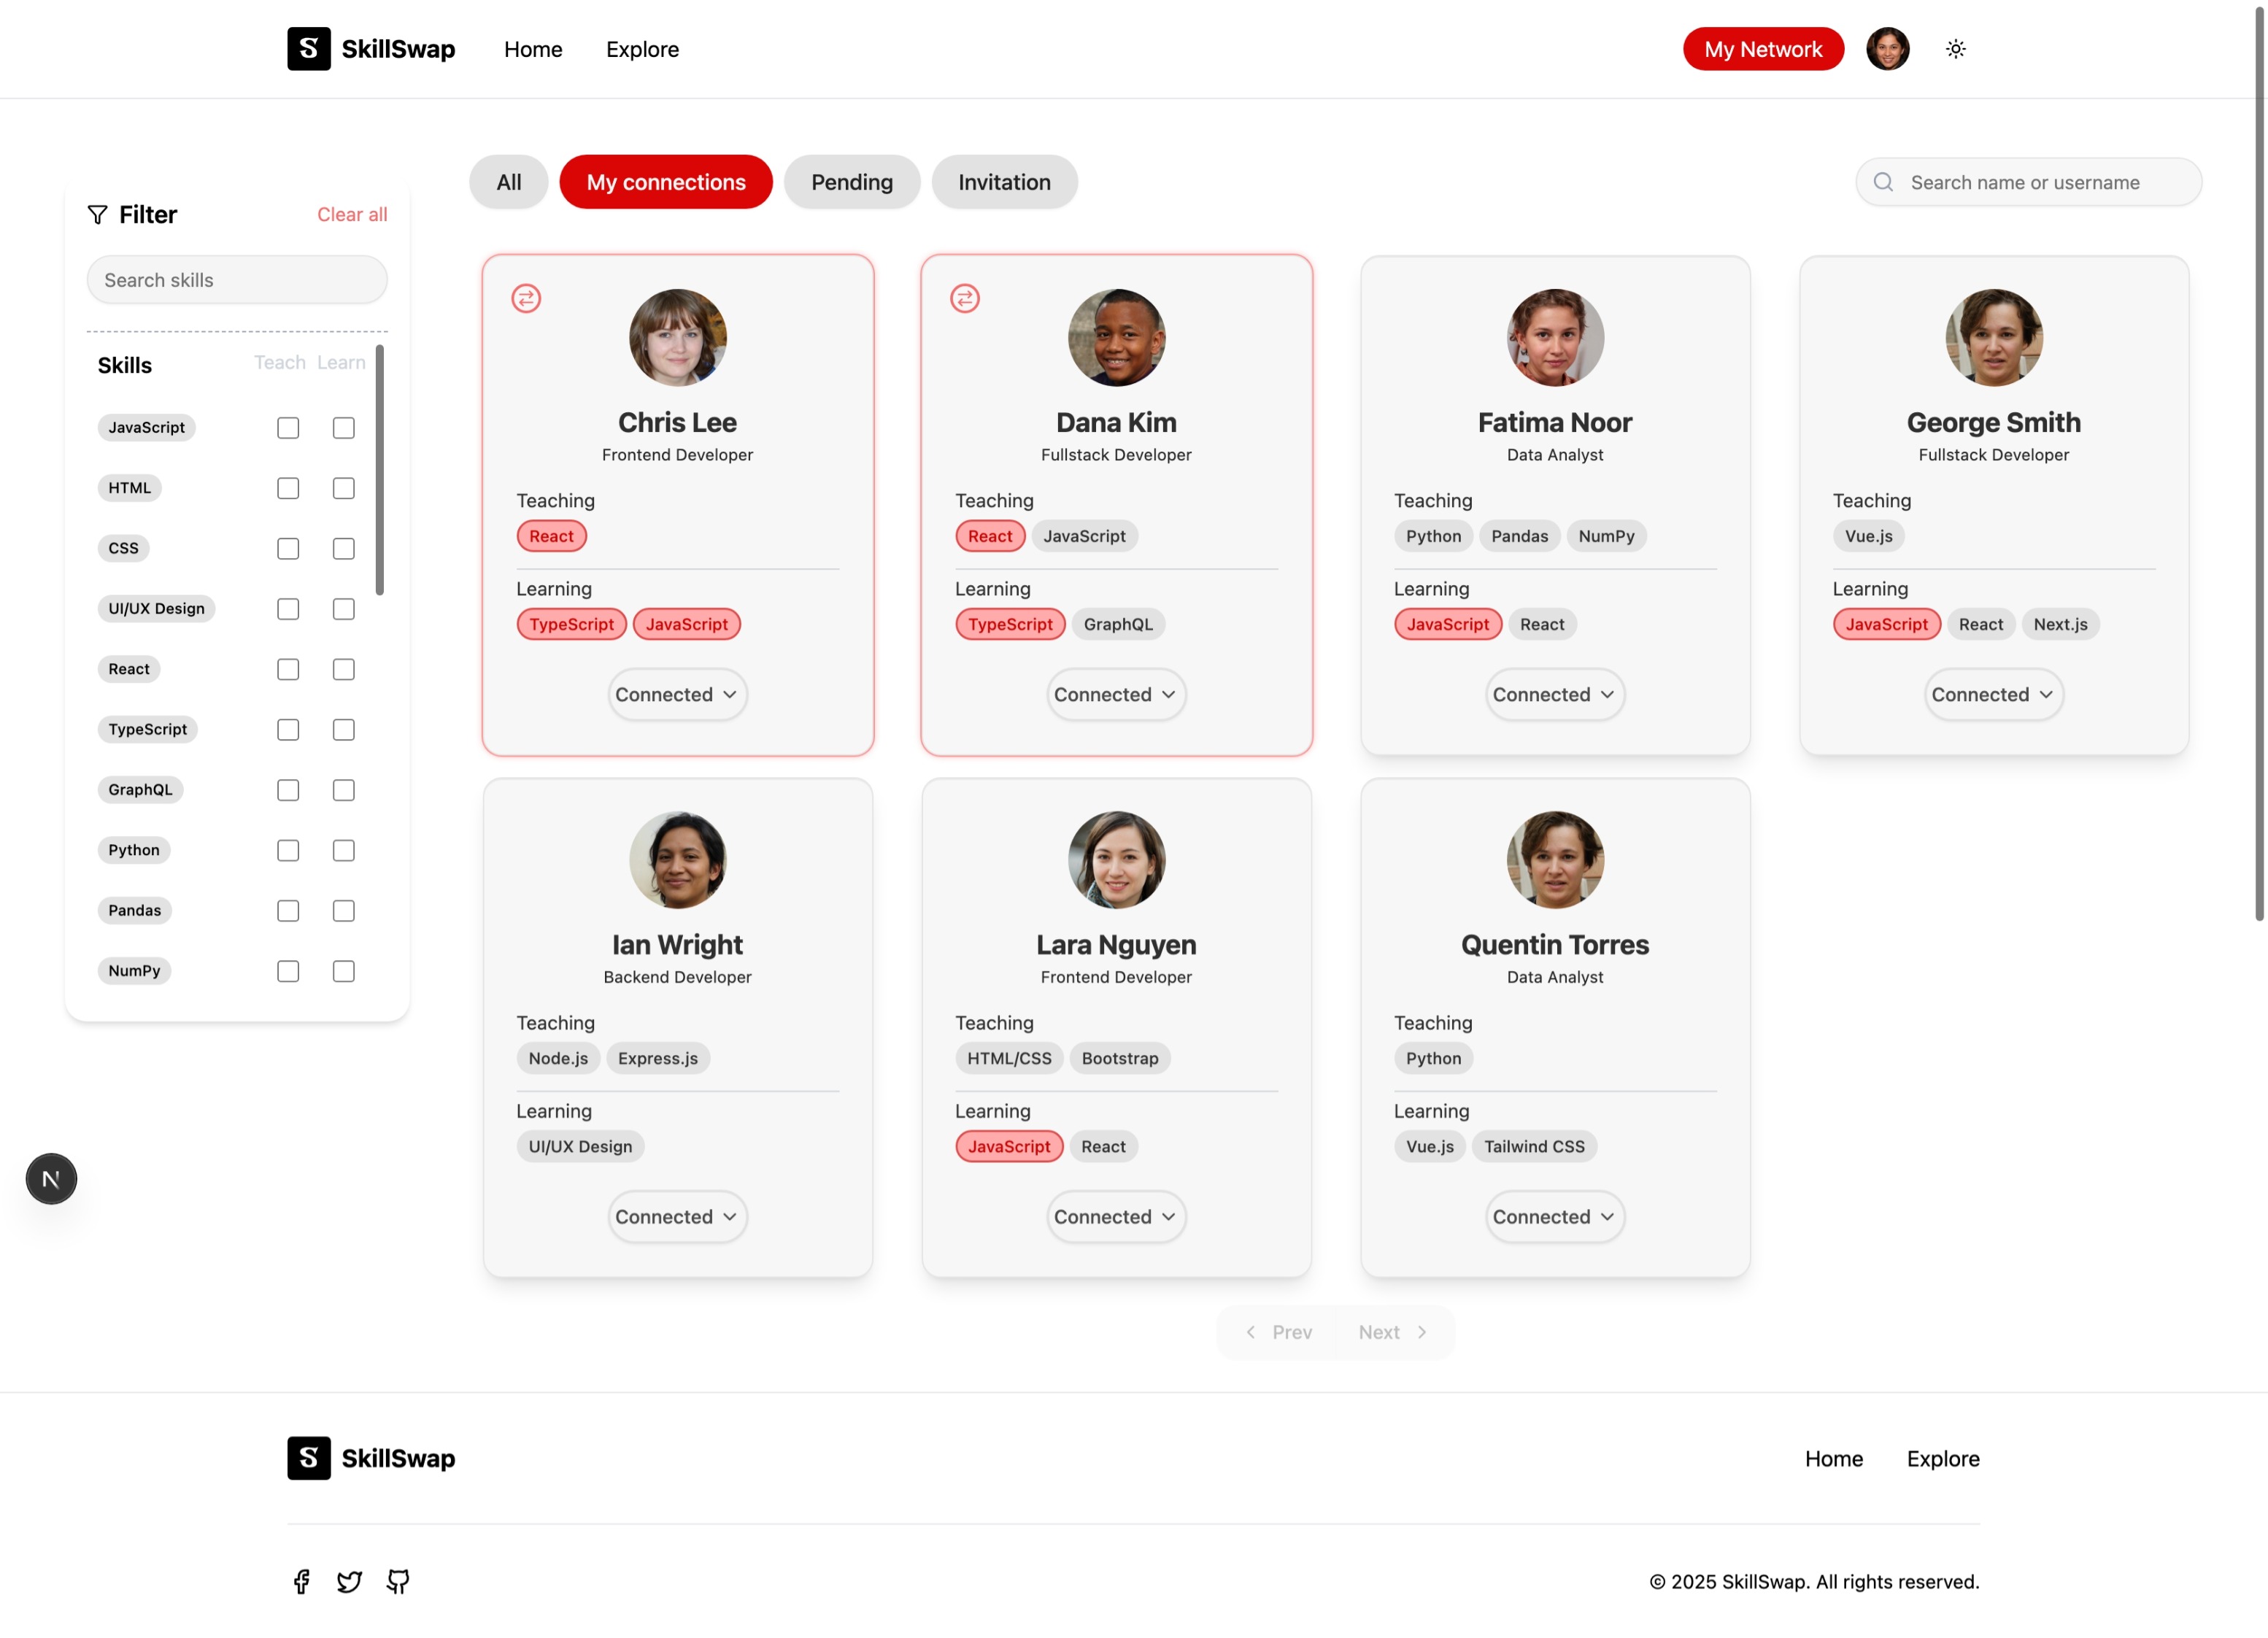 S SkillSwap Home Explore My Network
All My connections Pending Invitation Search name or username
Filter Clear all
Search skills
Skills Teach Learn
JavaScript
HTML
CSS
UI/UX Design
React
TypeScript
GraphQL
Python
Pandas
NumPy
Chris Lee
Frontend Developer
Teaching
React
Learning
TypeScript JavaScript
Connected
Dana Kim
Fullstack Developer
Teaching
React JavaScript
Learning
TypeScript GraphQL
Connected
Fatima Noor
Data Analyst
Teaching
Python Pandas NumPy
Learning
JavaScript React
Connected
George Smith
Fullstack Developer
Teaching
Vue.js
Learning
JavaScript React Next.js
Connected
Ian Wright
Backend Developer
Teaching
Node.js Express.js
Learning
UI/UX Design
Connected
Lara Nguyen
Frontend Developer
Teaching
HTML/CSS Bootstrap
Learning
JavaScript React
Connected
Quentin Torres
Data Analyst
Teaching
Python
Learning
Vue.js Tailwind CSS
Connected
N
Prev Next
S SkillSwap Home Explore
© 2025 SkillSwap. All rights reserved.